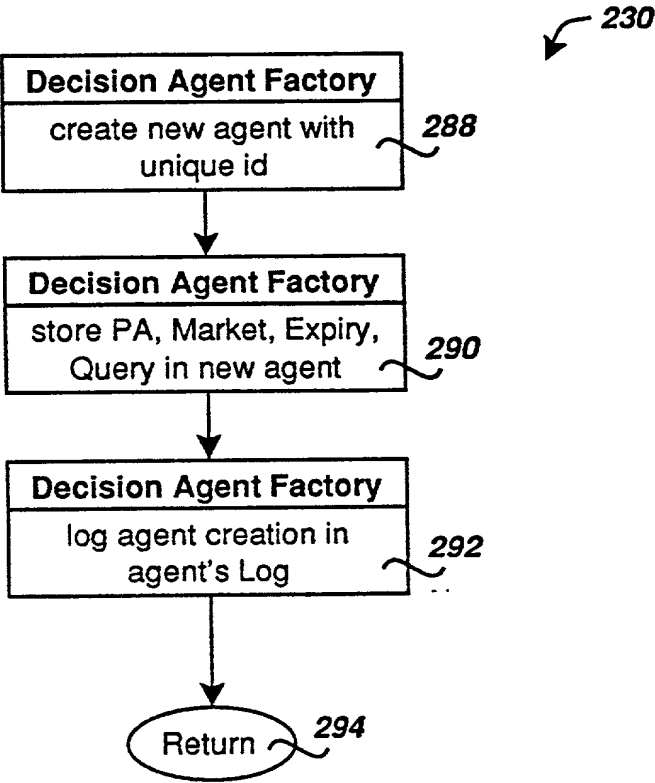 230
Decision Agent Factory
create new agent with
unique id
288
Decision Agent Factory
store PA, Market, Expiry,
Query in new agent
290
Decision Agent Factory
log agent creation in
agent's Log
292
Return
294